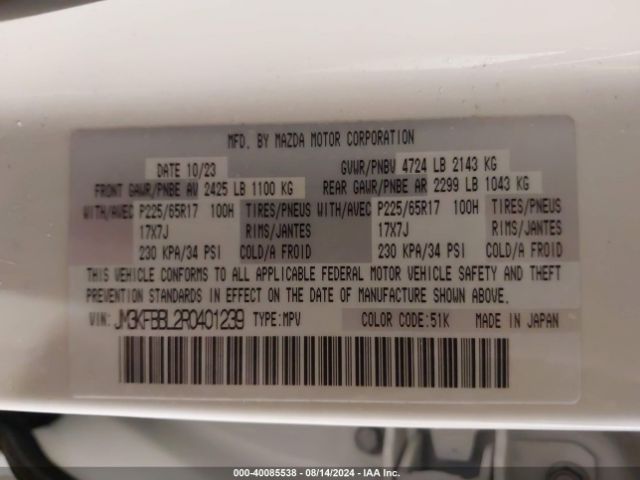 MFD. BY MAZDA MOTOR CORPORATION
DATE 10/23 GVWR/PNBV 4724 LB 2143 KG
FRONT GAWR/PNBE AV 2425 LB 1100 KG REAR GAWR/PNBE AR 2299 LB 1043 KG
WITH/AVEC P225/65R17 100H TIRES/PNEUS WITH/AVEC P225/65R17 100H TIRES/PNEUS
17X7J RIMS/JANTES 17X7J RIMS/JANTES
230 KPA/34 PSI COLD/A FROID 230 KPA/34 PSI COLD/A FROID
THIS VEHICLE CONFORMS TO ALL APPLICABLE FEDERAL MOTOR VEHICLE SAFETY AND THEFT
PREVENTION STANDARDS IN EFFECT ON THE DATE OF MANUFACTURE SHOWN ABOVE.
VIN: JM3KFBBL2R0401239 TYPE:MPV COLOR CODE:51K MADE IN JAPAN
000-40085538 - 08/14/2024 - IAA Inc.